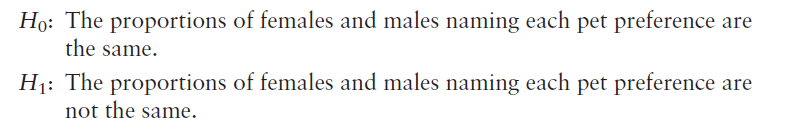 H₀: The proportions of females and males naming each pet preference are
the same.
H₁: The proportions of females and males naming each pet preference are
not the same.